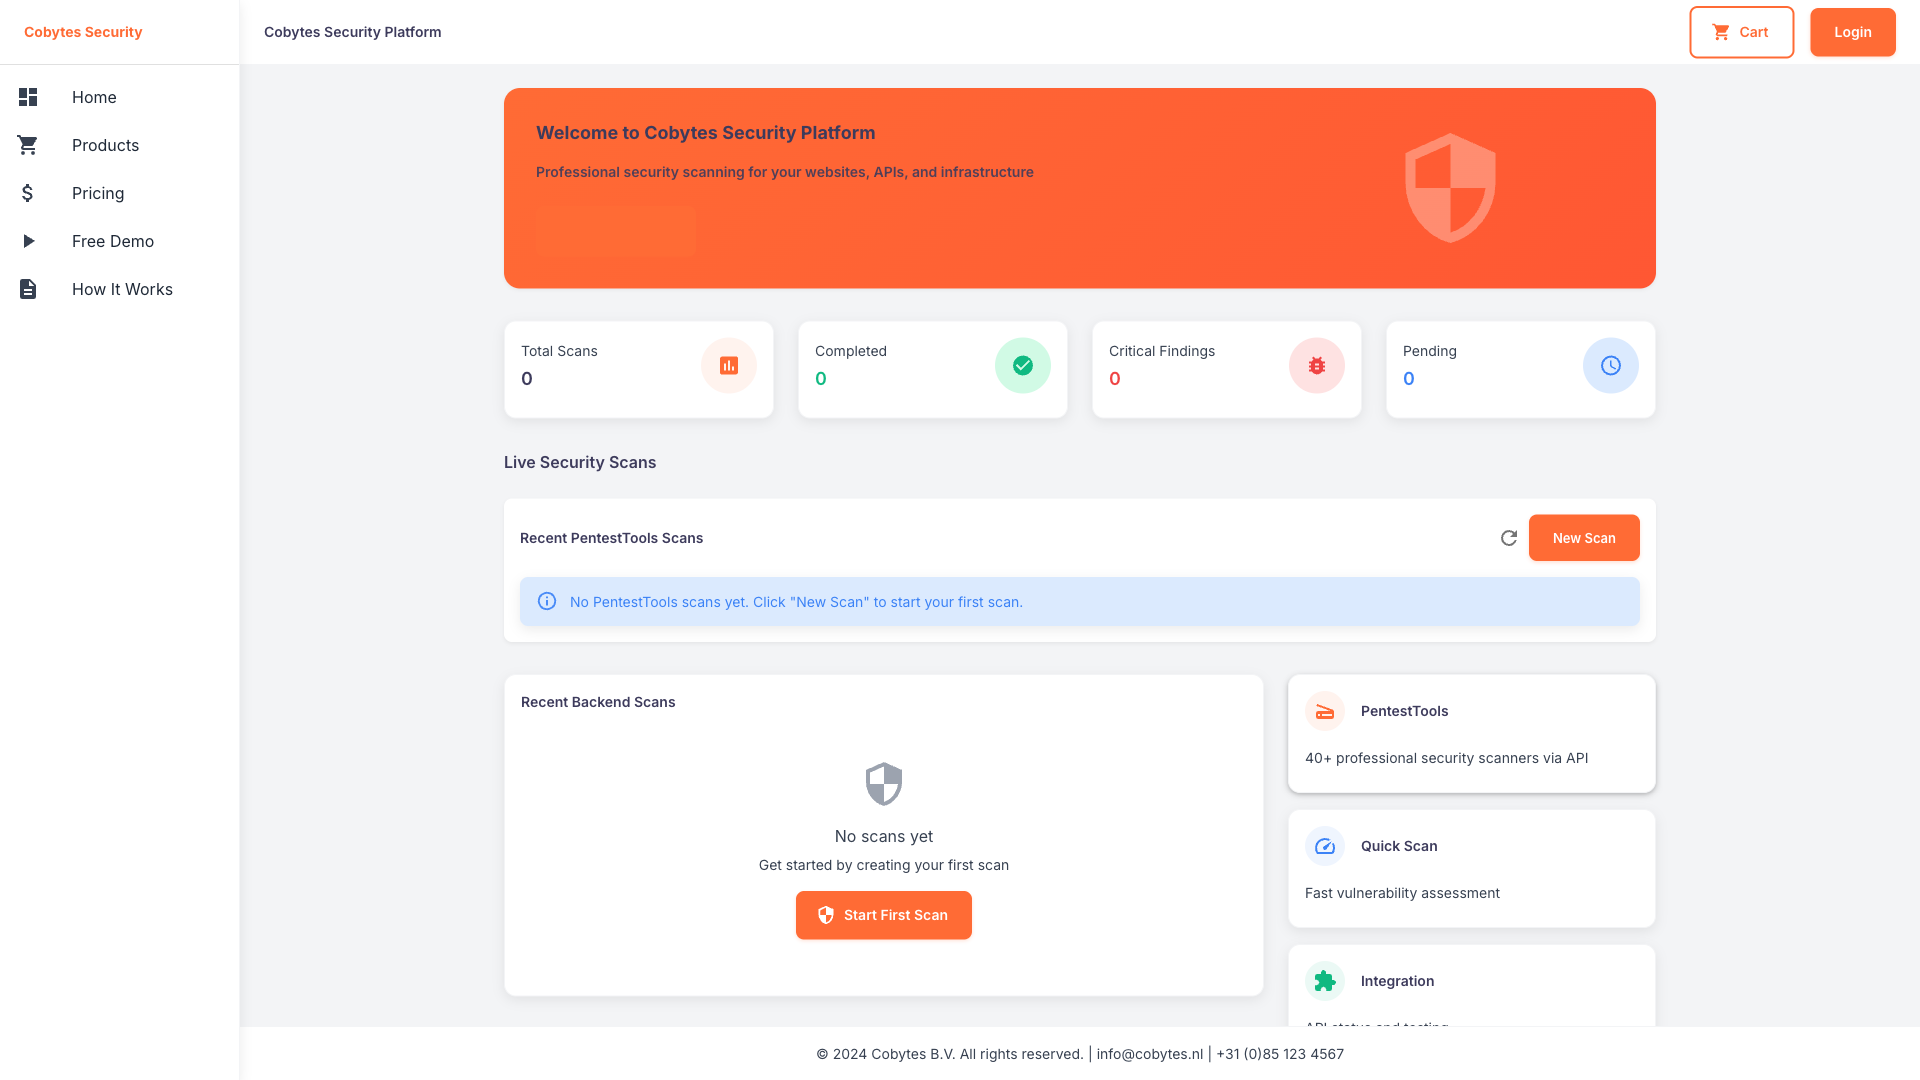 Cobytes Security
Cobytes Security Platform
Cart
Login
Home
Products
Pricing
Free Demo
How It Works
Welcome to Cobytes Security Platform
Professional security scanning for your websites, APIs, and infrastructure
Total Scans
0
Completed
0
Critical Findings
0
Pending
0
Live Security Scans
Recent PentestTools Scans
New Scan
No PentestTools scans yet. Click "New Scan" to start your first scan.
Recent Backend Scans
No scans yet
Get started by creating your first scan
Start First Scan
PentestTools
40+ professional security scanners via API
Quick Scan
Fast vulnerability assessment
Integration
API status and testing
© 2024 Cobytes B.V. All rights reserved. | info@cobytes.nl | +31 (0)85 123 4567